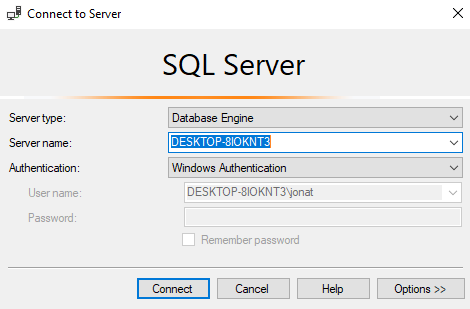 Connect to Server
SQL Server
Server type: Database Engine
Server name: DESKTOP-8IOKNT3
Authentication: Windows Authentication
User name: DESKTOP-8IOKNT3\jonat
Password:
Remember password
Connect Cancel Help Options >>